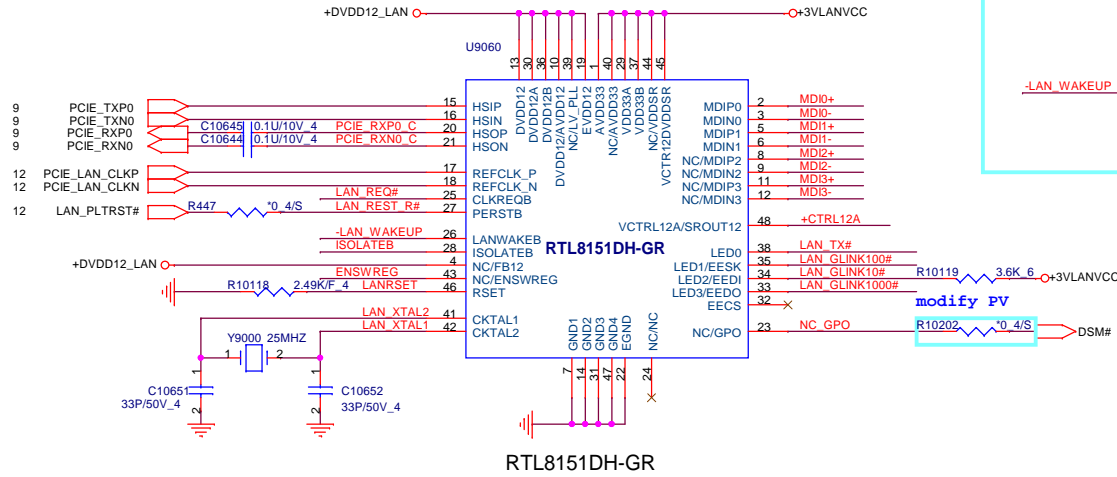 +DVDD12_LAN
+3VLANVCC
U9060
13
30
36
10
39
19
1
40
29
37
44
45
DVDD12
DVDD12A
DVDD12B
DVDD12/AVDD12
NC/LV_PLL
EVDD12
AVDD33
NC/AVDD33
VDD33A
VDD33B
NC/VDDSR
VCTR12DVDDSR
-LAN_WAKEUP
9 PCIE_TXP0 15 HSIP
9 PCIE_TXN0 16 HSIN
9 PCIE_RXP0 C10645 0.1U/10V_4 PCIE_RXP0_C 20 HSOP
9 PCIE_RXN0 C10644 0.1U/10V_4 PCIE_RXN0_C 21 HSON
12 PCIE_LAN_CLKP 17 REFCLK_P
12 PCIE_LAN_CLKN 18 REFCLK_N
LAN_REQ# 25 CLKREQB
12 LAN_PLTRST# R447 *0_4/S LAN_REST_R# 27 PERSTB
-LAN_WAKEUP 26 LANWAKEB
ISOLATEB 28 ISOLATEB
+DVDD12_LAN 4 NC/FB12
ENSWREG 43 NC/ENSWREG
R10118 2.49K/F_4 LANRSET 46 RSET
LAN_XTAL2 41 CKTAL1
LAN_XTAL1 42 CKTAL2
Y9000 25MHZ
1 2
1
C10651
33P/50V_4
2
1
C10652
33P/50V_4
2
RTL8151DH-GR
MDIP0 2 MDI0+
MDIN0 3 MDI0-
MDIP1 5 MDI1+
MDIN1 6 MDI1-
NC/MDIP2 8 MDI2+
NC/MDIN2 9 MDI2-
NC/MDIP3 11 MDI3+
NC/MDIN3 12 MDI3-
VCTRL12A/SROUT12 48 +CTRL12A
LED0 38 LAN_TX#
LED1/EESK 35 LAN_GLINK100#
LED2/EEDI 34 LAN_GLINK10# R10119 3.6K_6 +3VLANVCC
LED3/EEDO 33 LAN_GLINK1000#
EECS 32
modify PV
NC/GPO 23 NC_GPO R10202 *0_4/S DSM#
GND1
GND2
GND3
GND4
EGND
NC/NC
7
14
31
47
22
24
RTL8151DH-GR